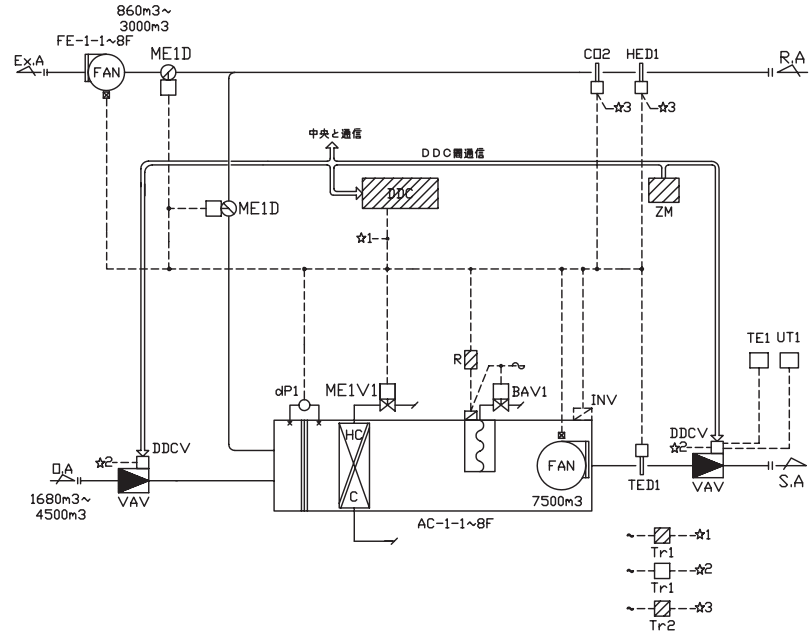 860m3~
3000m3
FE-1-1~8F
ME1D
CO2
HED1
Ex.A
FAN
R.A
☆3
☆3
中央と通信
DDC間通信
DDC
ZM
ME1D
☆1
TE1
UT1
R
dP1
ME1V1
BAV1
INV
DDCV
DDCV
HC
☆2
☆2
O.A
FAN
C
TED1
VAV
VAV
S.A
1680m3~
4500m3
7500m3
AC-1-1~8F
~
☆1
Tr1
~
☆2
Tr1
~
☆3
Tr2